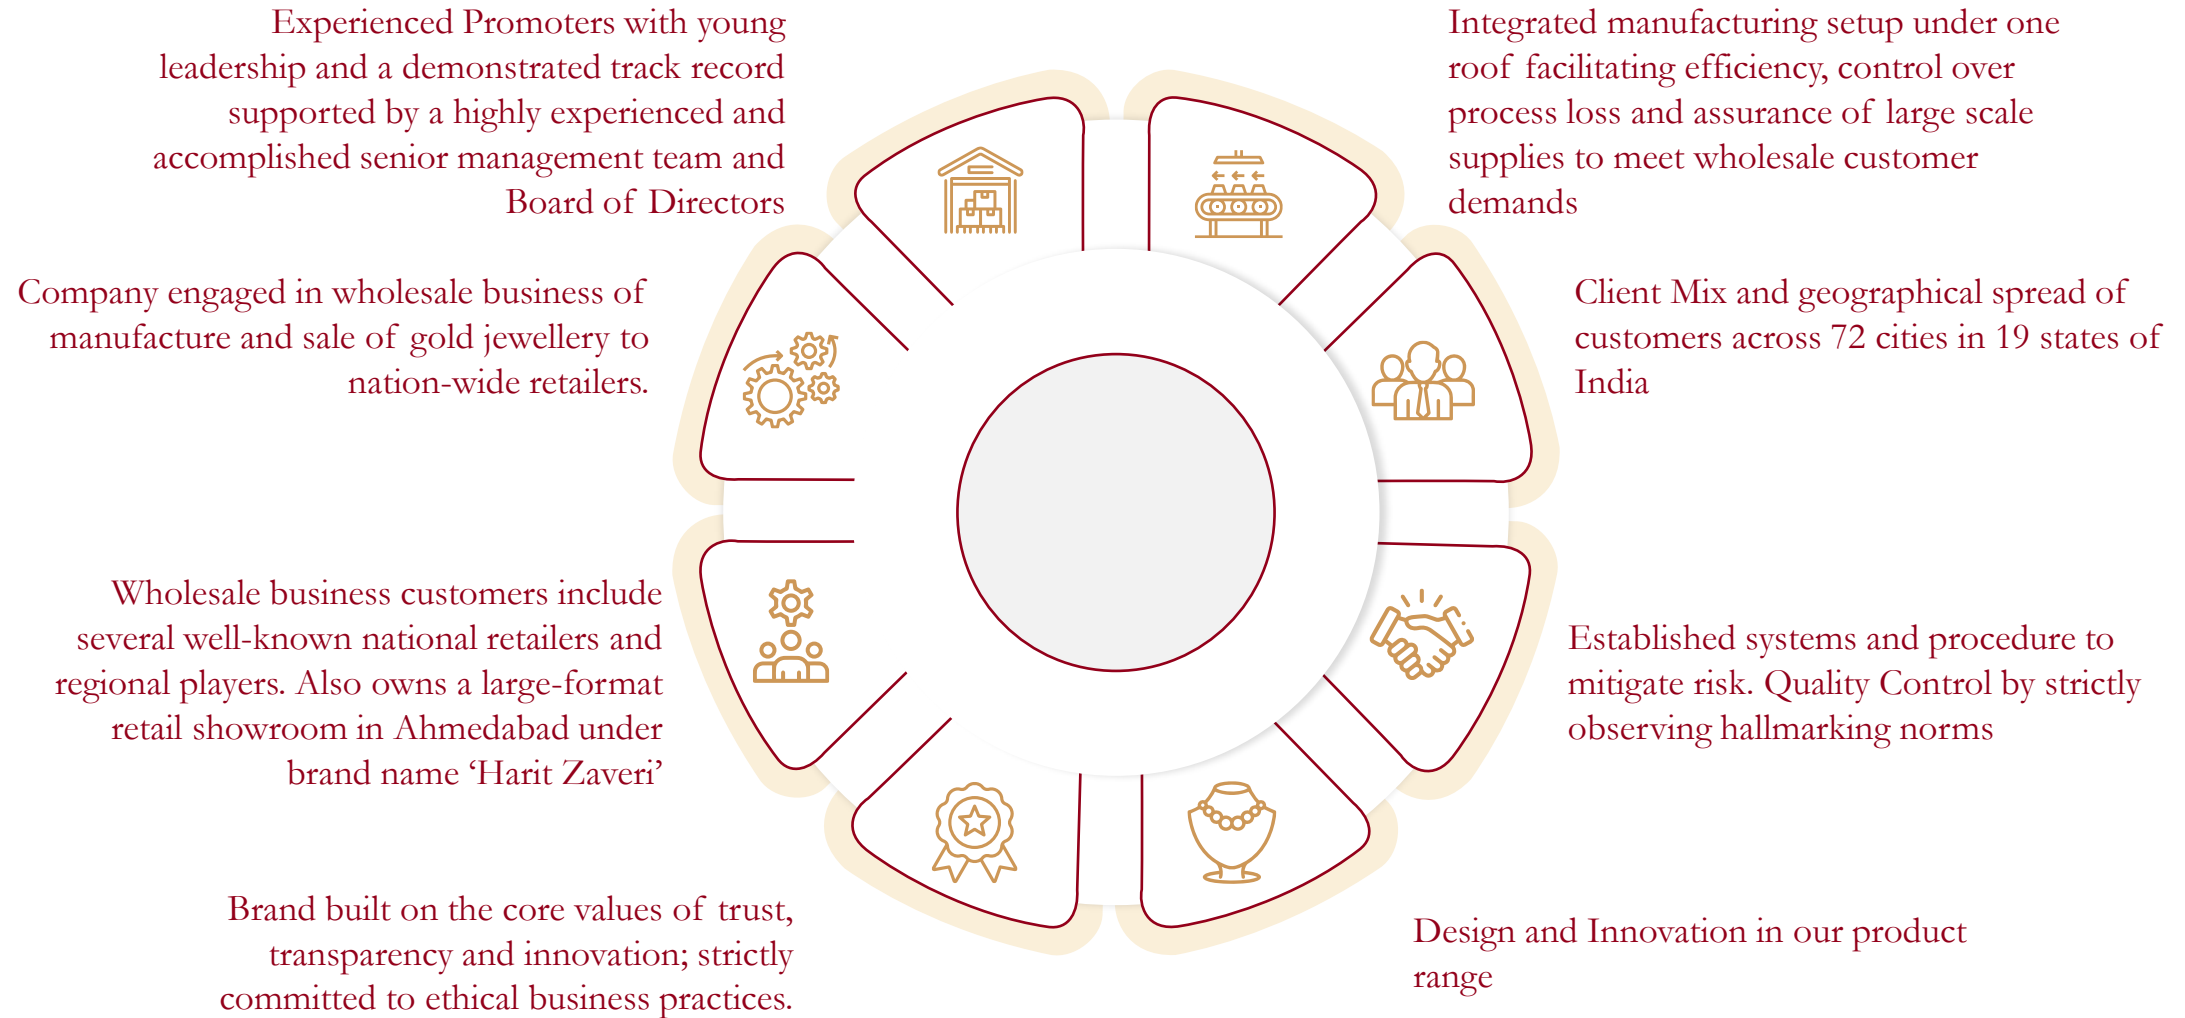 Experienced Promoters with young
leadership and a demonstrated track record
supported by a highly experienced and
accomplished senior management team and
Board of Directors
Integrated manufacturing setup under one
roof facilitating efficiency, control over
process loss and assurance of large scale
supplies to meet wholesale customer
demands
Company engaged in wholesale business of
manufacture and sale of gold jewellery to
nation-wide retailers.
Client Mix and geographical spread of
customers across 72 cities in 19 states of
India
Wholesale business customers include
several well-known national retailers and
regional players. Also owns a large-format
retail showroom in Ahmedabad under
brand name ‘Harit Zaveri’
Established systems and procedure to
mitigate risk. Quality Control by strictly
observing hallmarking norms
Brand built on the core values of trust,
transparency and innovation; strictly
committed to ethical business practices.
Design and Innovation in our product
range